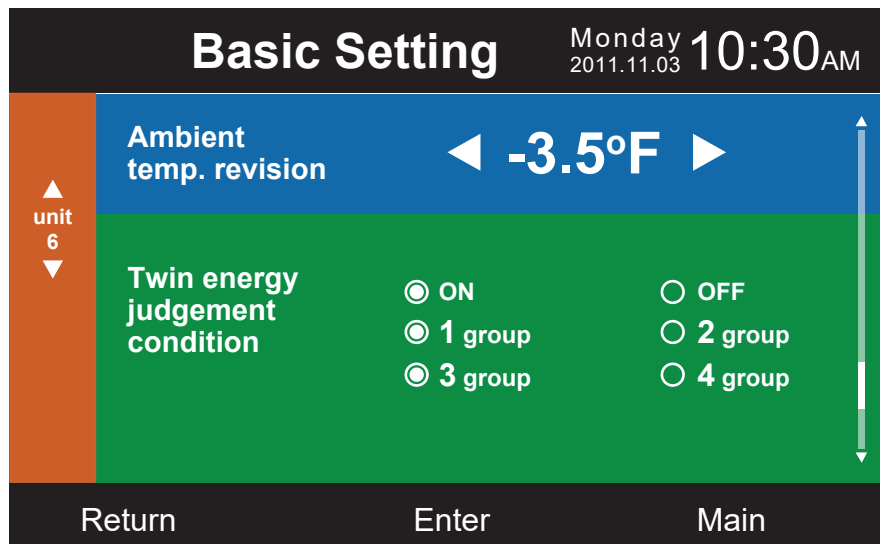 Basic Setting
Monday
2011.11.03
10:30AM
Ambient
temp. revision
-3.5°F
unit
6
Twin energy
judgement
condition
ON
OFF
1 group
2 group
3 group
4 group
Return
Enter
Main